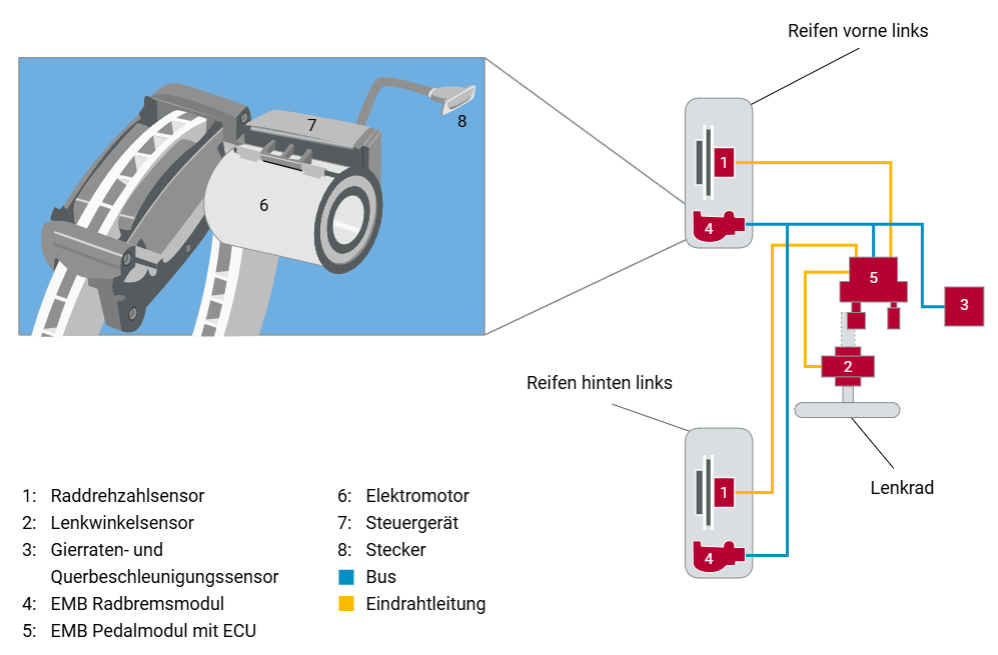 Reifen vorne links
7
8
6
1
4
5
3
2
Reifen hinten links
Lenkrad
1
4
1: Raddrehzahlsensor
2: Lenkwinkelsensor
3: Gierraten- und
Querbeschleunigungssensor
4: EMB Radbremsmodul
5: EMB Pedalmodul mit ECU
6: Elektromotor
7: Steuergerät
8: Stecker
Bus
Eindrahtleitung